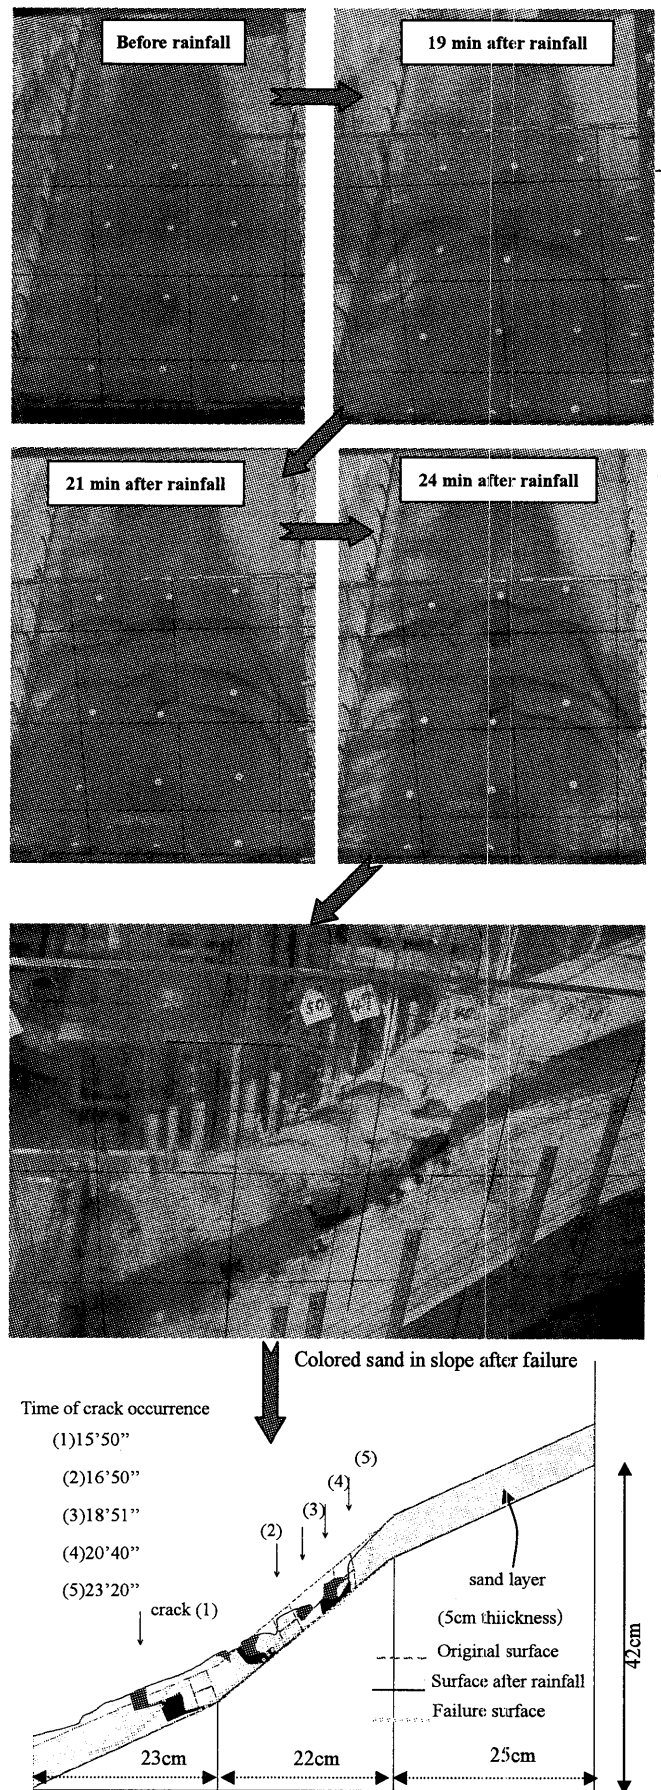 Before rainfall
19 min after rainfall
21 min after rainfall
24 min after rainfall
Colored sand in slope after failure
Time of crack occurrence
(1)15’50”
(2)16’50”
(3)18’51”
(4)20’40”
(5)23’20”
(5)
(4)
(3)
(2)
crack (1)
sand layer
(5cm thiickness)
Original surface
Surface after rainfall
Failure surface
42cm
23cm
22cm
25cm